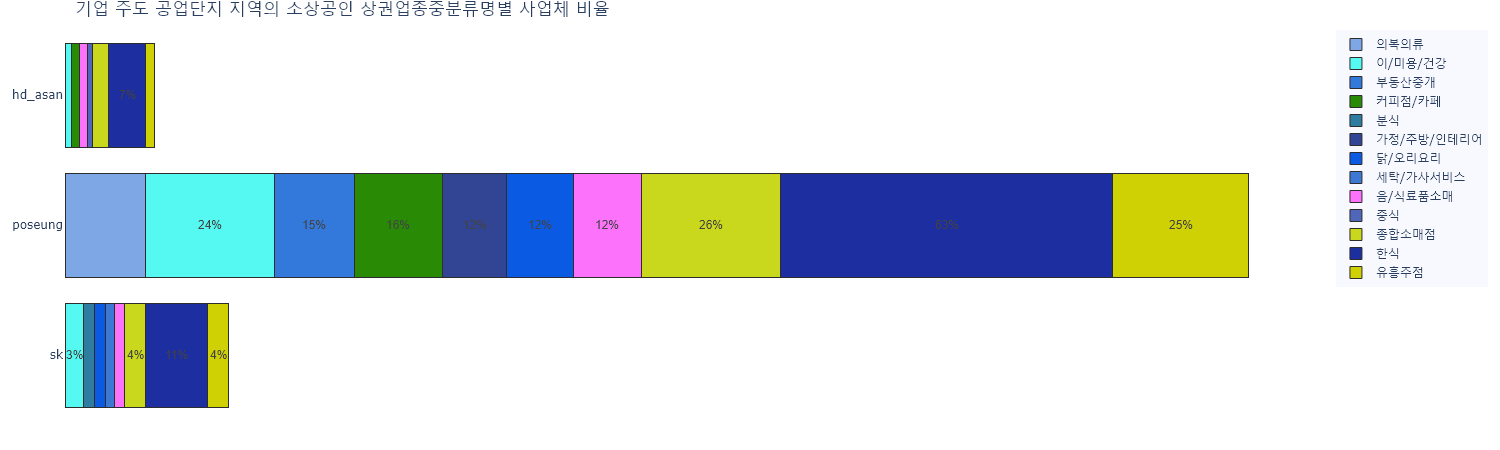 기업 주도 공업단지 지역의 소상공인 상권업종중분류명별 사업체 비율
hd_asan
7%
poseung
24%
15%
16%
12%
12%
12%
26%
63%
25%
sk
3%
4%
11%
4%
의복의류
이/미용/건강
부동산중개
커피점/카페
분식
가정/주방/인테리어
닭/오리요리
세탁/가사서비스
음/식료품소매
중식
종합소매점
한식
유흥주점